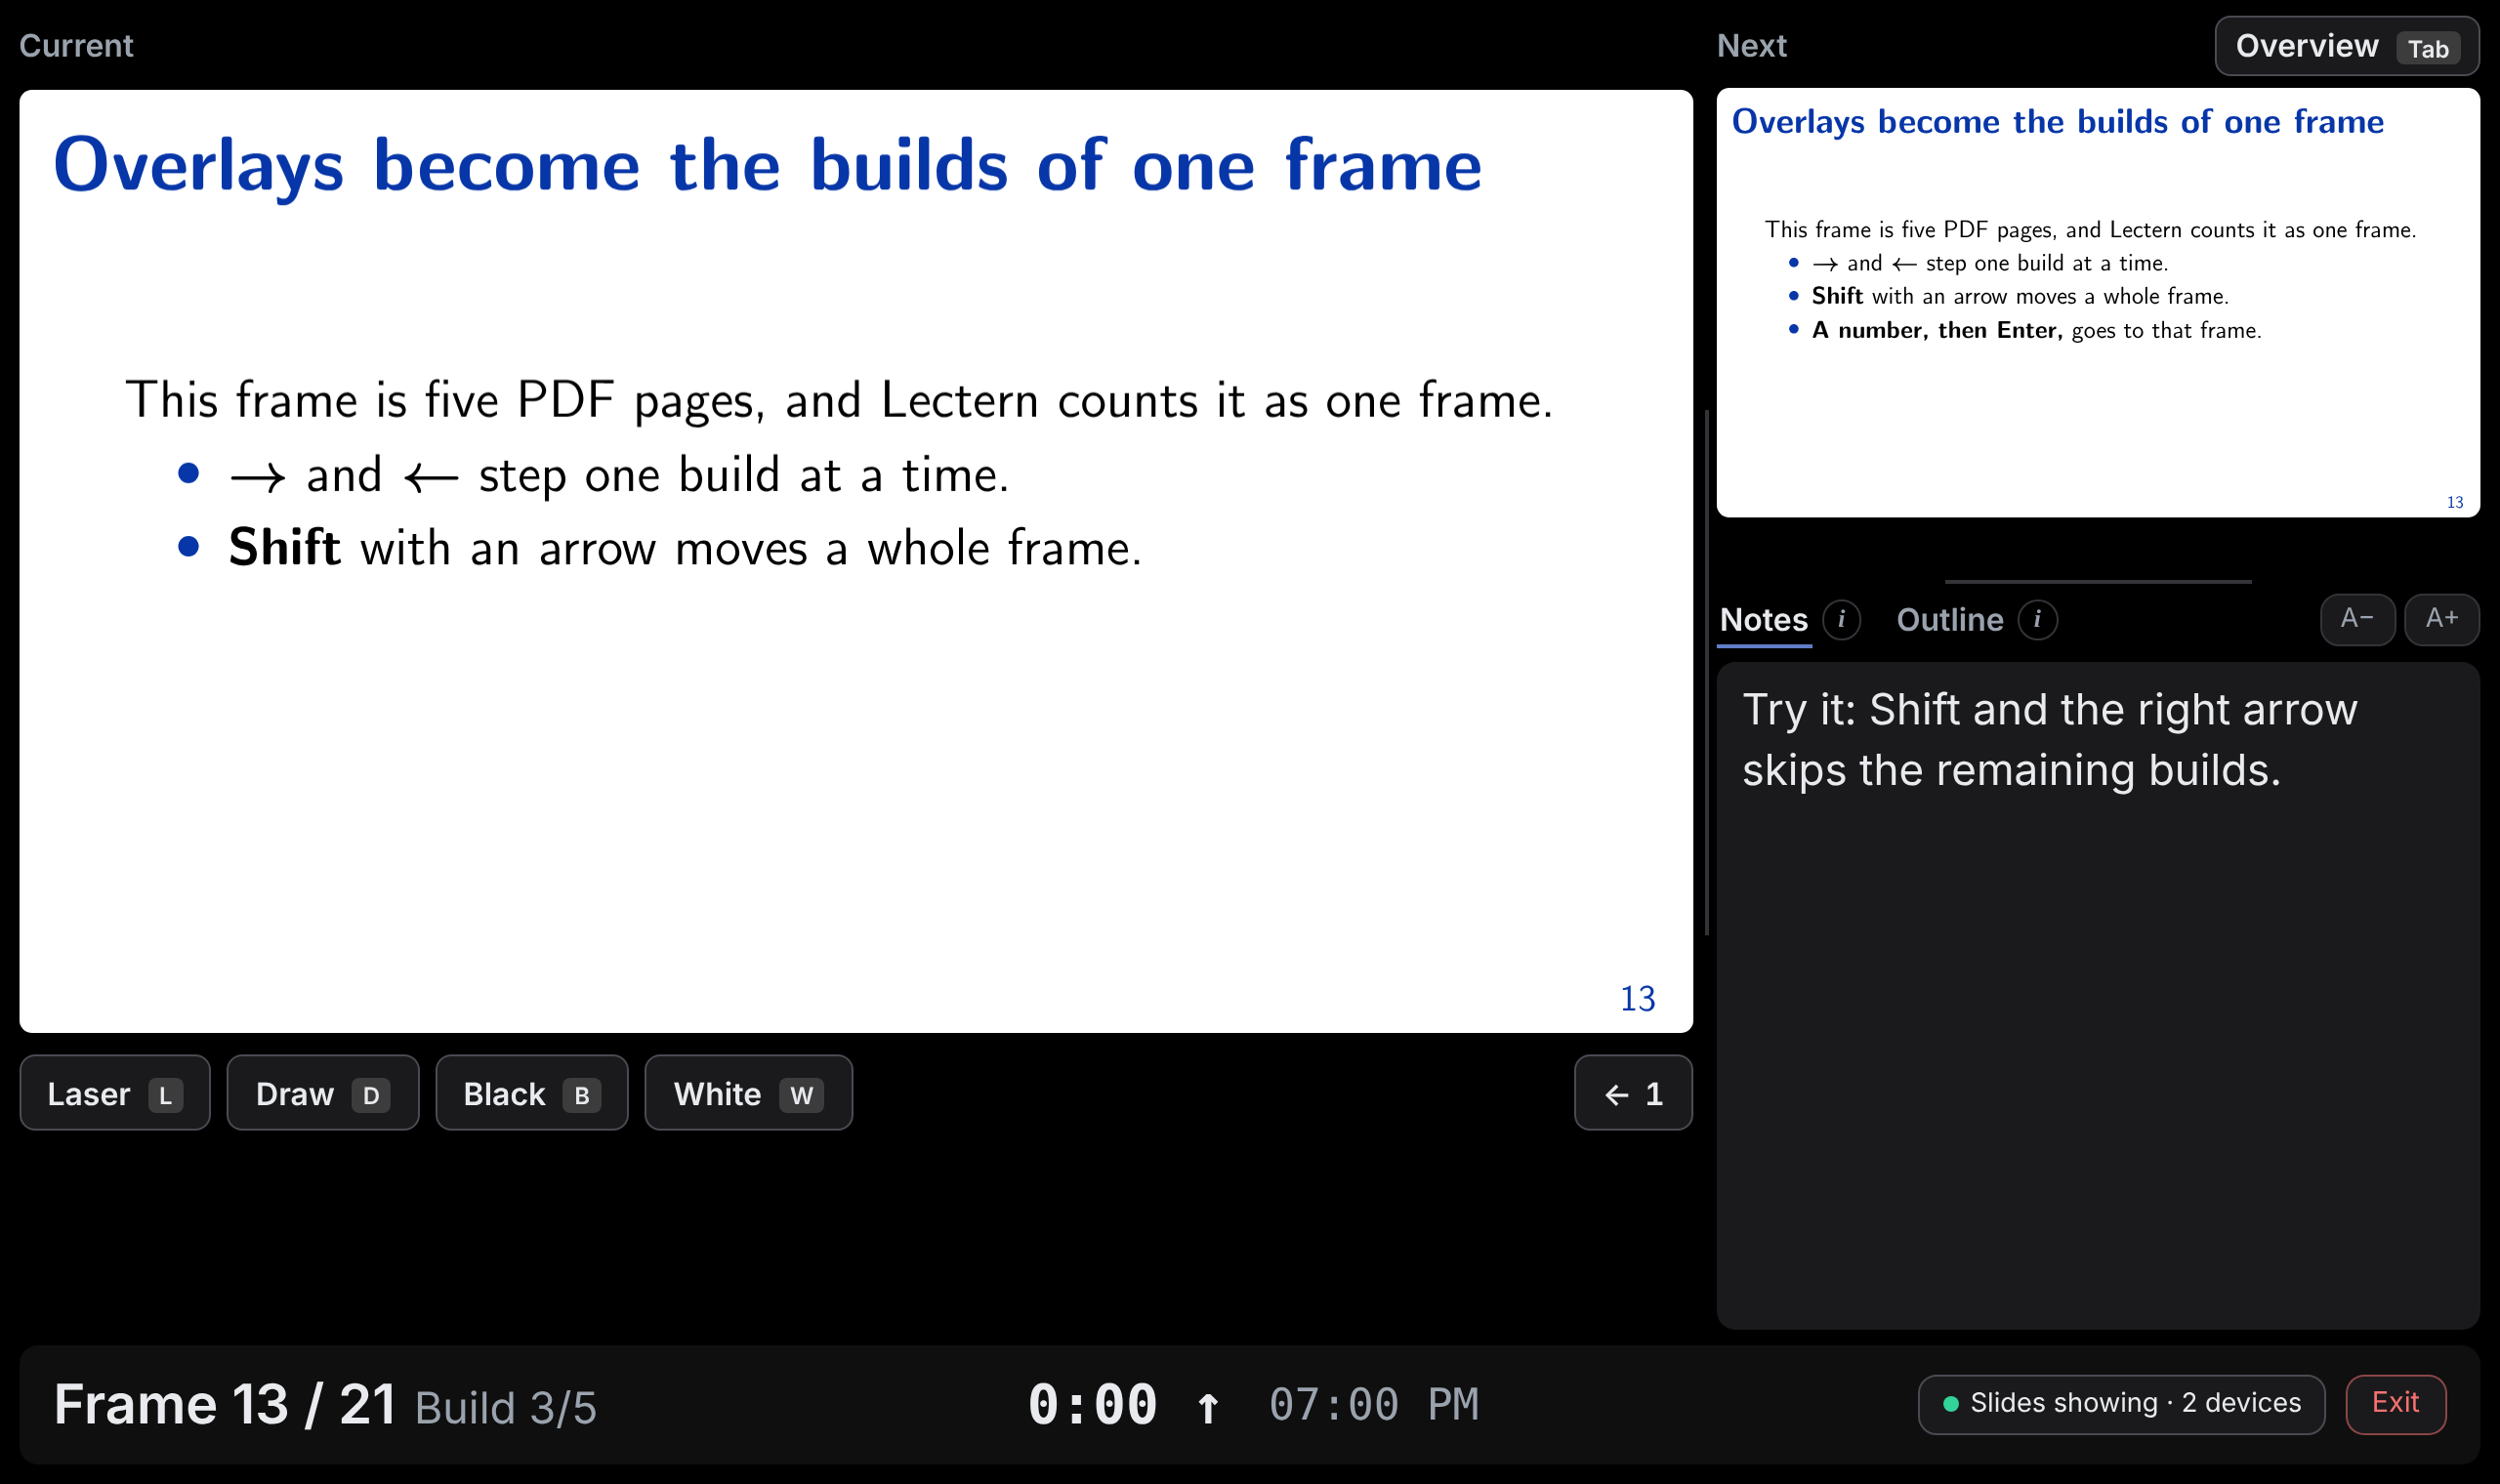 Current
Overlays become the builds of one frame
This frame is five PDF pages, and Lectern counts it as one frame.
• → and ← step one build at a time.
• Shift with an arrow moves a whole frame.
13
Laser L Draw D Black B White W ← 1
Next Overview Tab
Overlays become the builds of one frame
This frame is five PDF pages, and Lectern counts it as one frame.
• → and ← step one build at a time.
• Shift with an arrow moves a whole frame.
• A number, then Enter, goes to that frame.
13
Notes i Outline i A− A+
Try it: Shift and the right arrow
skips the remaining builds.
Frame 13 / 21 Build 3/5 0:00 ↑ 07:00 PM Slides showing · 2 devices Exit